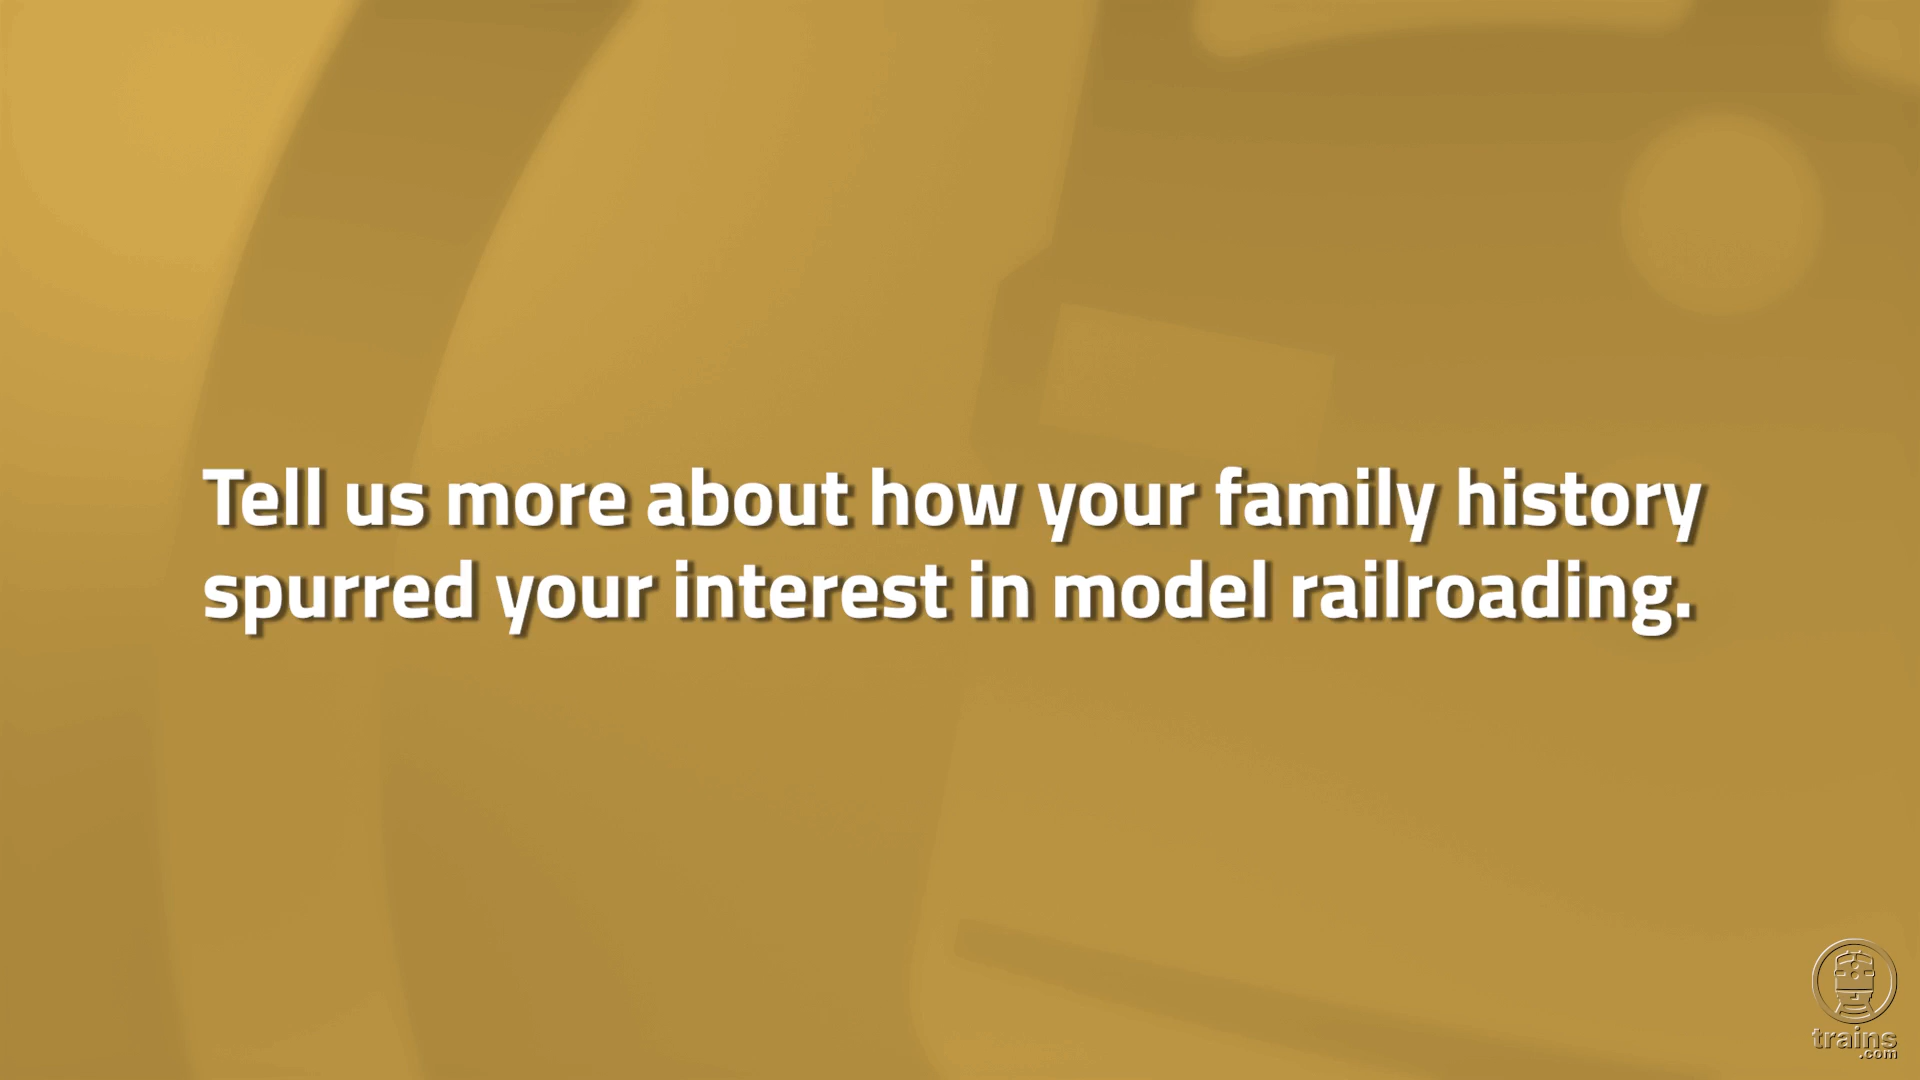 Tell us more about how your family history
spurred your interest in model railroading.
trains
.com